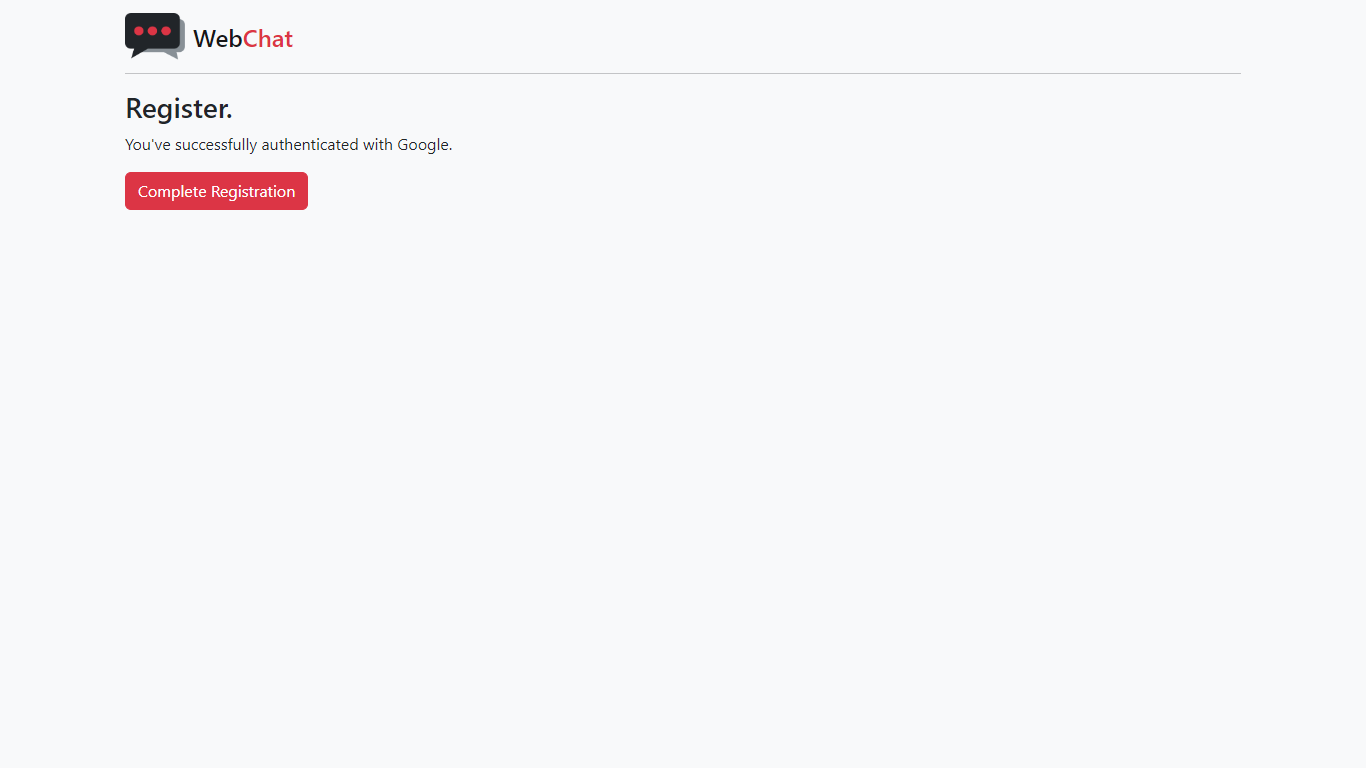 WebChat
Register.
You've successfully authenticated with Google.
Complete Registration